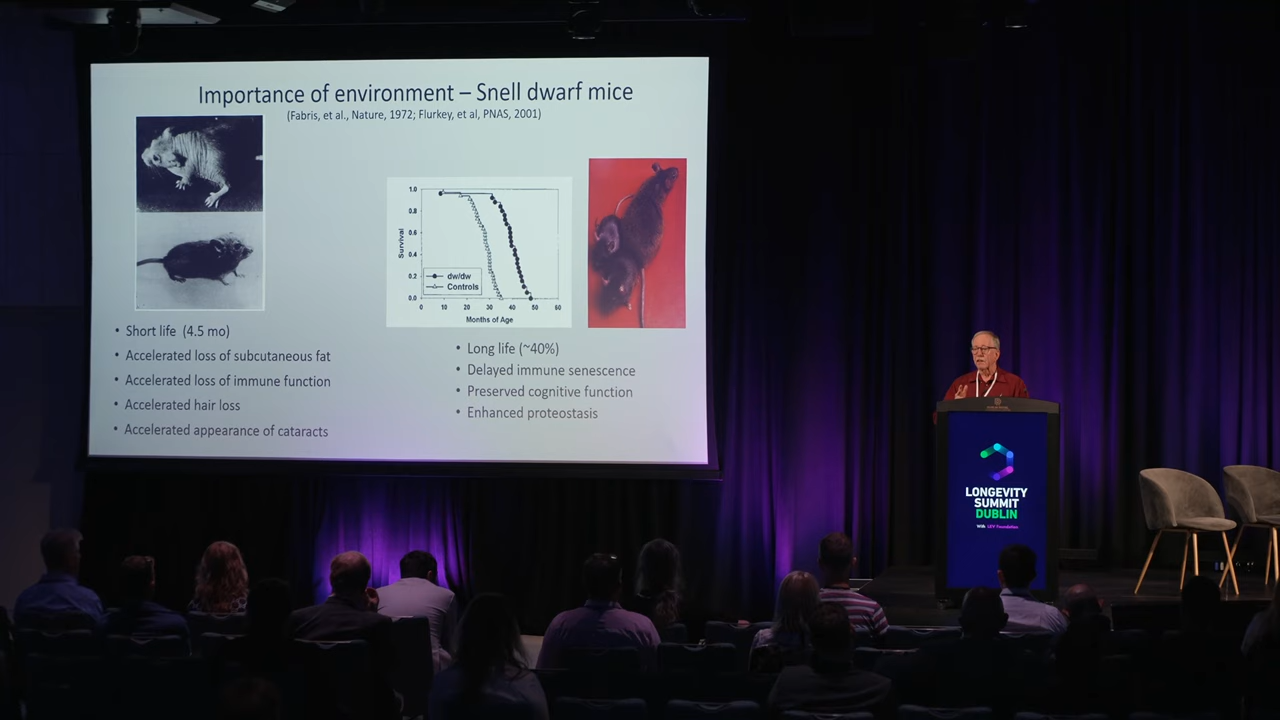 Importance of environment – Snell dwarf mice
(Fabris, et al., Nature, 1972; Flurkey, et al, PNAS, 2001)
• Short life (4.5 mo)
• Accelerated loss of subcutaneous fat
• Accelerated loss of immune function
• Accelerated hair loss
• Accelerated appearance of cataracts
Survival
1.0
0.8
0.6
0.4
0.2
0.0
dw/dw
Controls
0 10 20 30 40 50 60
Months of Age
• Long life (~40%)
• Delayed immune senescence
• Preserved cognitive function
• Enhanced proteostasis
LONGEVITY
SUMMIT
DUBLIN
With LEV Foundation